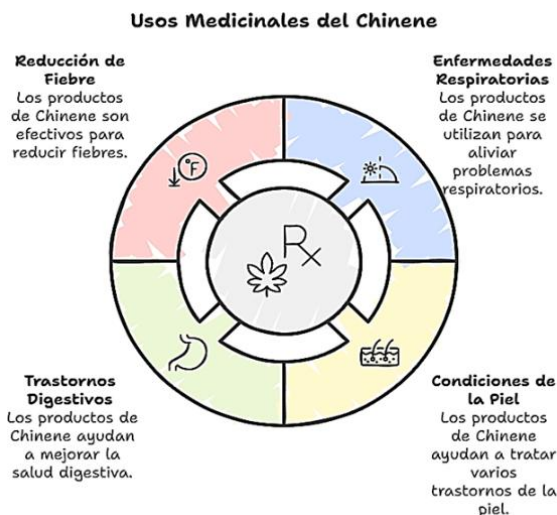 Usos Medicinales del Chinene
Reducción de
Fiebre
Los productos
de Chinene son
efectivos para
reducir fiebres.
Enfermedades
Respiratorias
Los productos
de Chinene se
utilizan para
aliviar
problemas
respiratorios.
°F
Rx
Trastornos
Digestivos
Los productos de
Chinene ayudan
a mejorar la
salud digestiva.
Condiciones de
la Piel
Los productos
de Chinene
ayudan a tratar
varios
trastornos de la
piel.